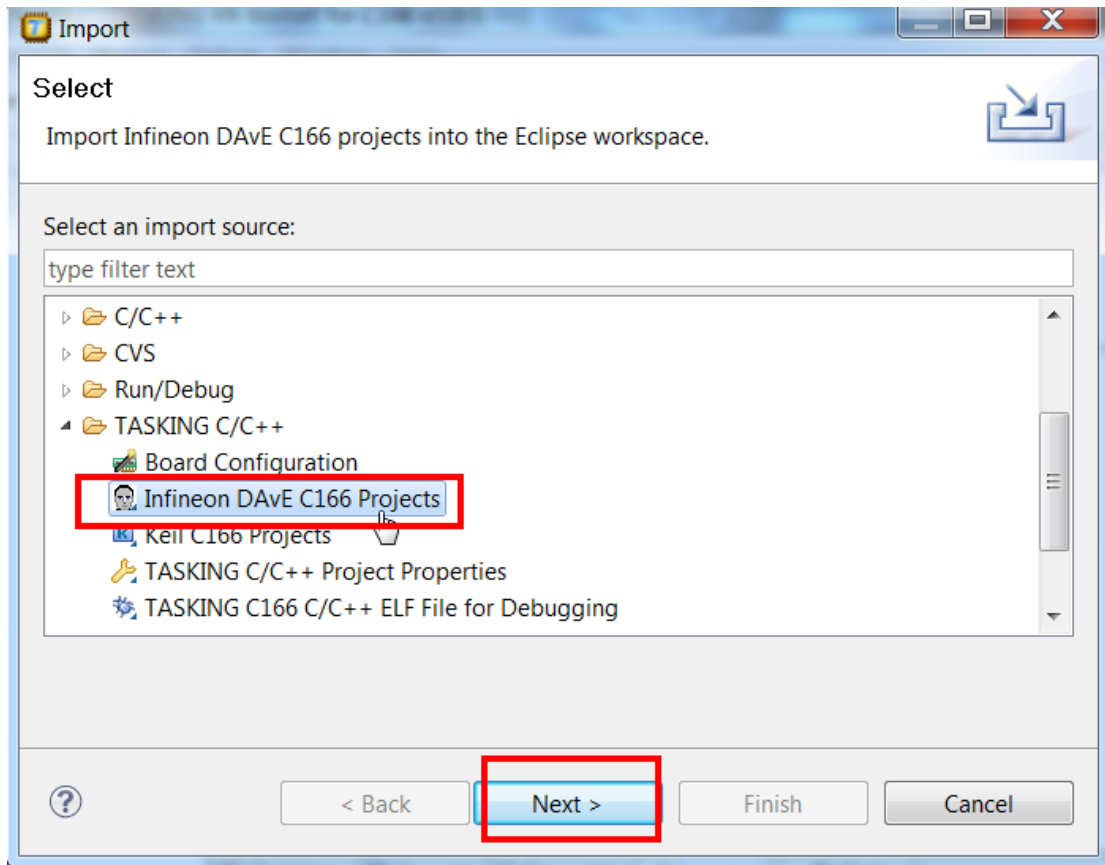 Import
Select
Import Infineon DAvE C166 projects into the Eclipse workspace.
Select an import source:
type filter text
C/C++
CVS
Run/Debug
TASKING C/C++
Board Configuration
Infineon DAvE C166 Projects
Keil C166 Projects
TASKING C/C++ Project Properties
TASKING C166 C/C++ ELF File for Debugging
< Back Next > Finish Cancel